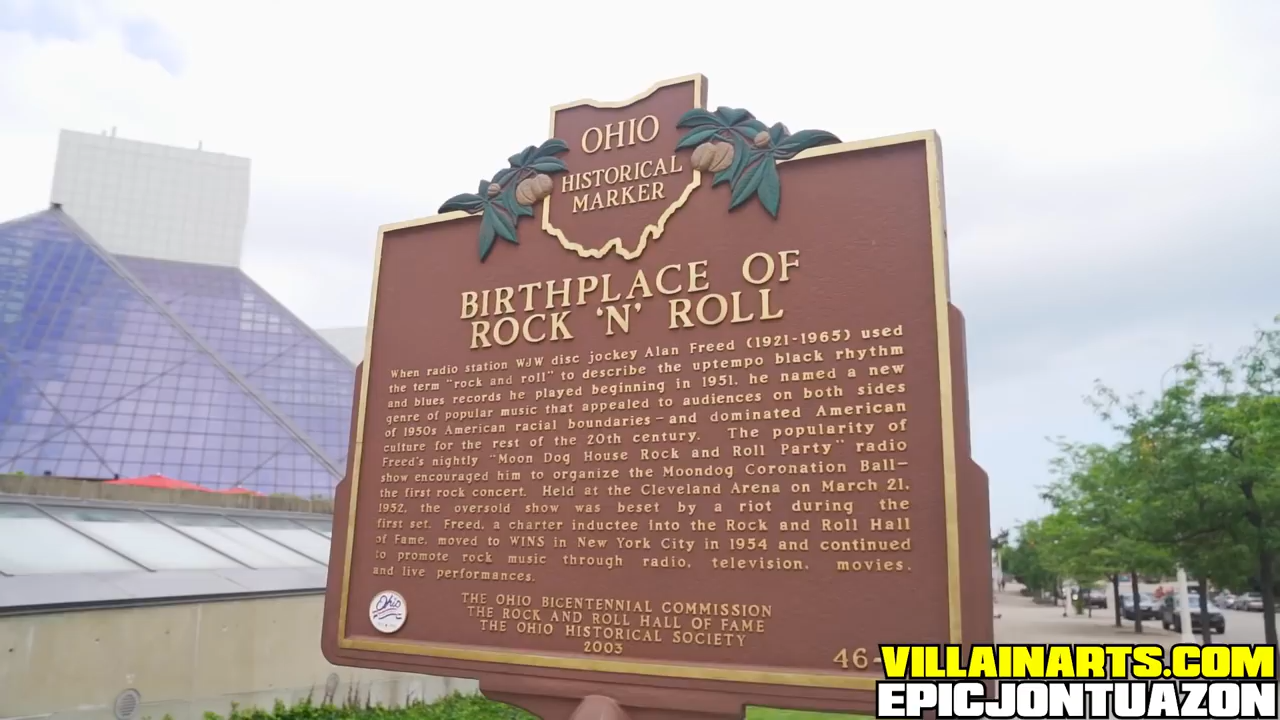 OHIO
HISTORICAL
MARKER
BIRTHPLACE OF
ROCK 'N' ROLL
When radio station WJW disc jockey Alan Freed (1921-1965) used
the term "rock and roll" to describe the uptempo black rhythm
and blues records he played beginning in 1951, he named a new
genre of popular music that appealed to audiences on both sides
of 1950s American racial boundaries—and dominated American
culture for the rest of the 20th century. The popularity of
Freed's nightly "Moon Dog House Rock and Roll Party" radio
show encouraged him to organize the Moondog Coronation Ball—
the first rock concert. Held at the Cleveland Arena on March 21,
1952, the oversold show was beset by a riot during the
first set. Freed, a charter inductee into the Rock and Roll Hall
of Fame, moved to WINS in New York City in 1954 and continued
to promote rock music through radio, television, movies,
and live performances.
Ohio
THE OHIO BICENTENNIAL COMMISSION
THE ROCK AND ROLL HALL OF FAME
THE OHIO HISTORICAL SOCIETY
2003
46-
VILLAINARTS.COM
EPICJONTUAZON